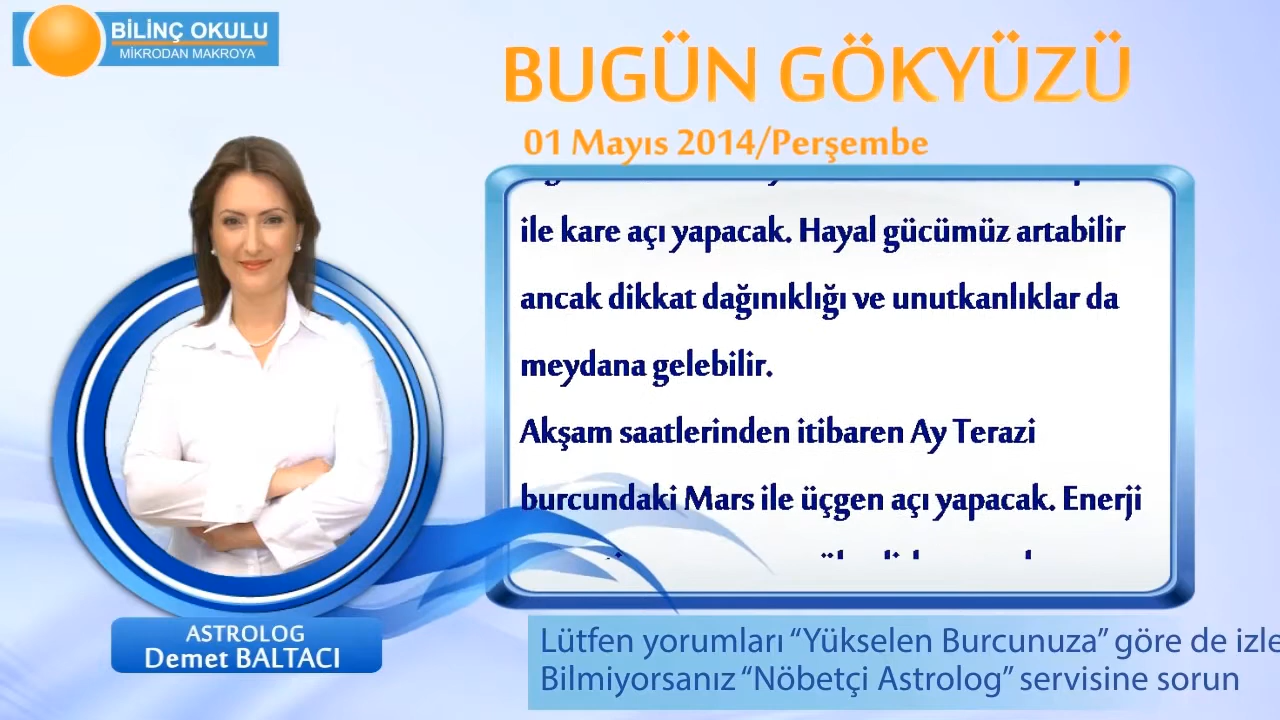 BİLİNÇ OKULU
MİKRODAN MAKROYA
BUGÜN GÖKYÜZÜ
01 Mayıs 2014/Perşembe
ile kare açı yapacak. Hayal gücümüz artabilir
ancak dikkat dağınıklığı ve unutkanlıklar da
meydana gelebilir.
Akşam saatlerinden itibaren Ay Terazi
burcundaki Mars ile üçgen açı yapacak. Enerji
ASTROLOG
Demet BALTACI
Lütfen yorumları “Yükselen Burcunuza” göre de izle
Bilmiyorsanız “Nöbetçi Astrolog” servisine sorun